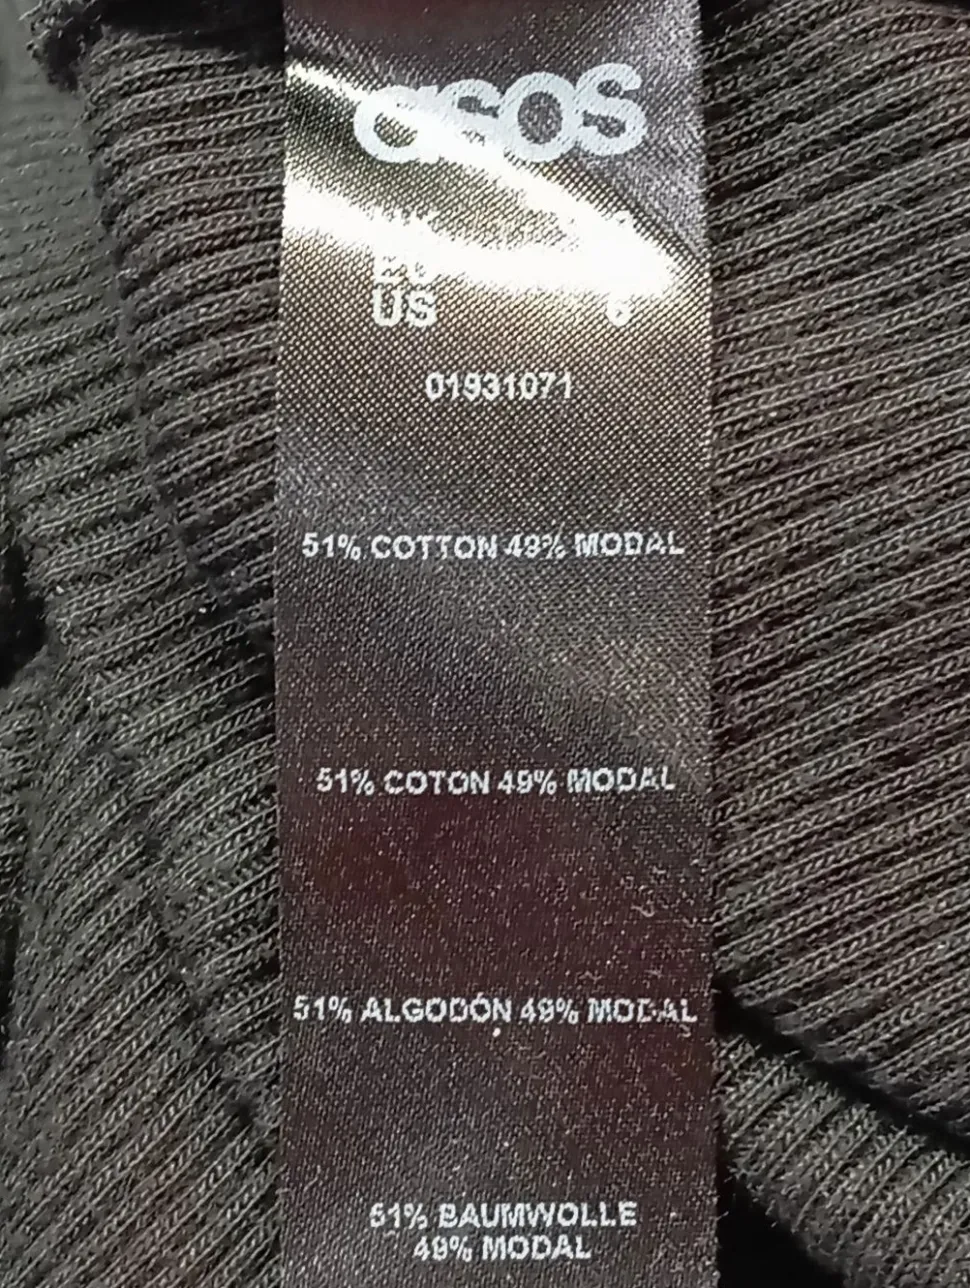 asos
US 6
01931071
51% COTTON 49% MODAL
51% COTON 49% MODAL
51% ALGODÓN 49% MODAL
51% BAUMWOLLE
49% MODAL